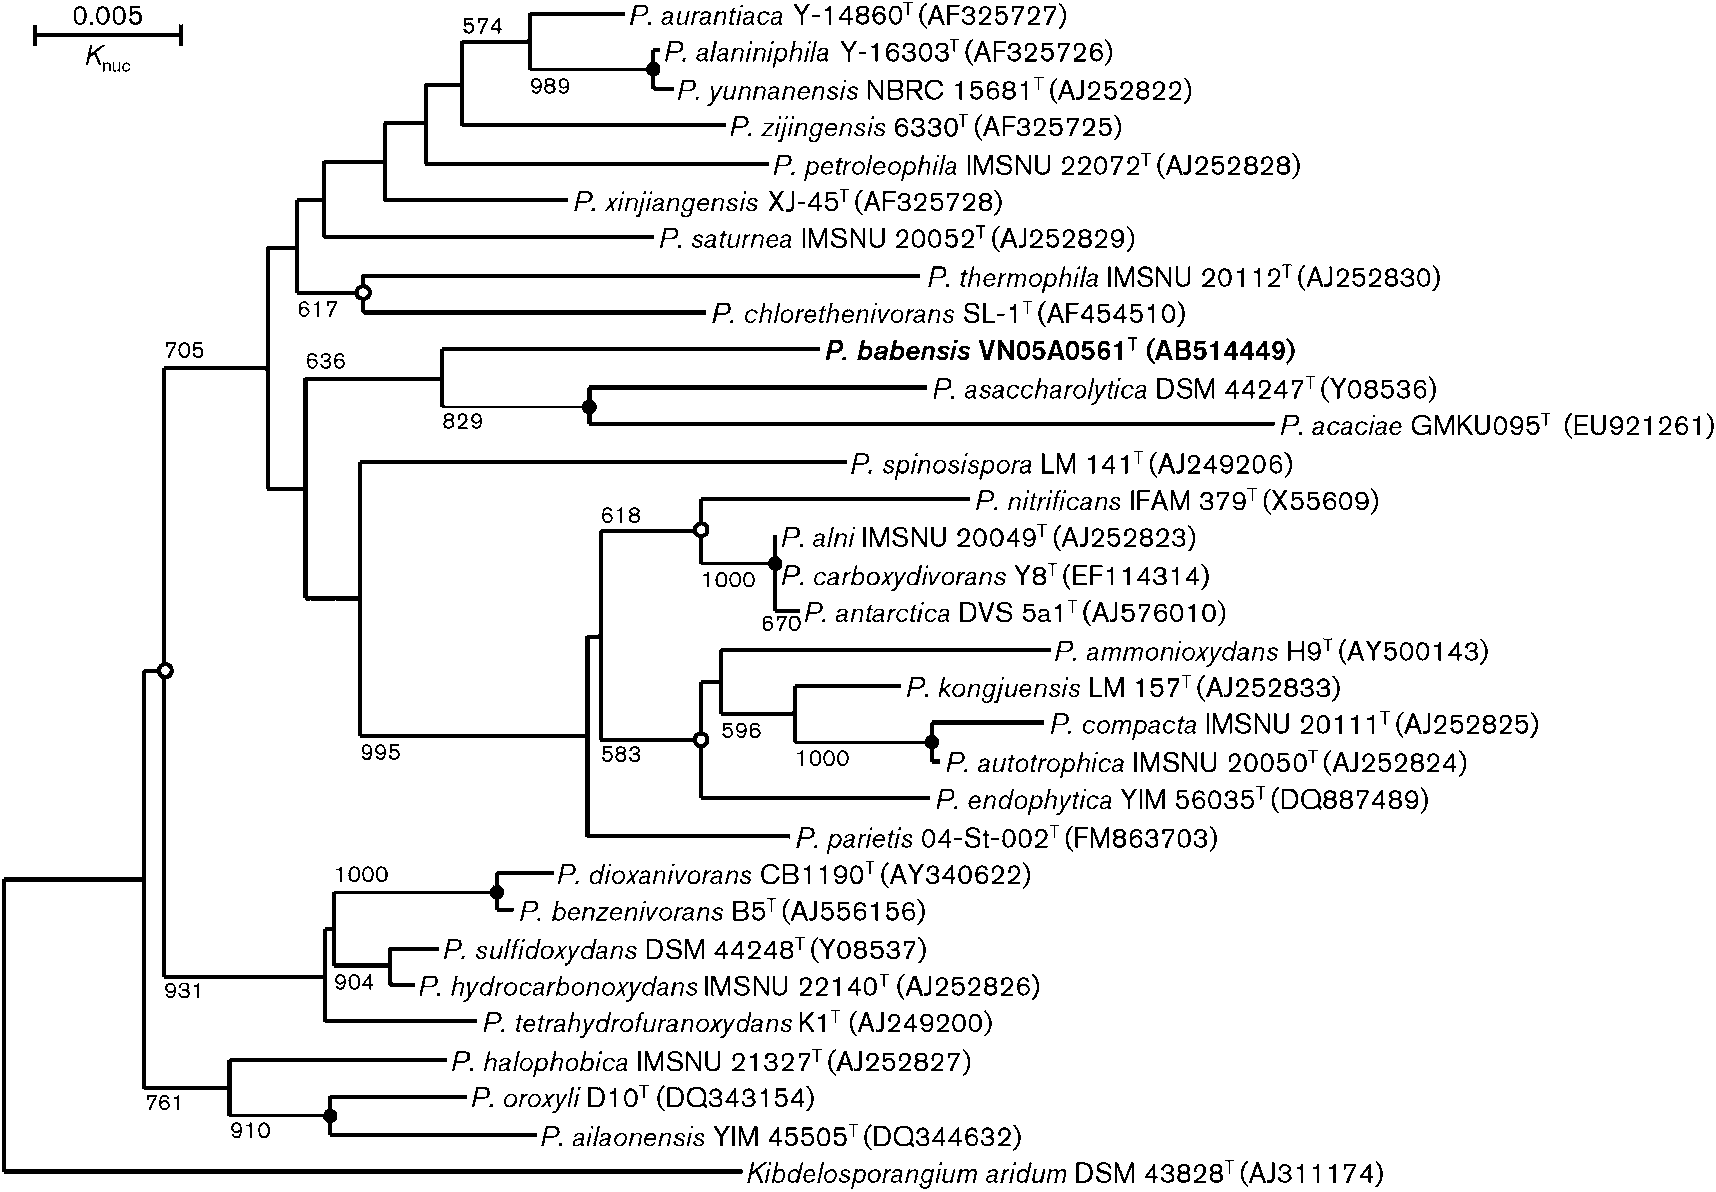 0.005
Knuc
574
P. aurantiaca Y-14860T (AF325727)
P. alaniniphila Y-16303T (AF325726)
989
P. yunnanensis NBRC 15681T (AJ252822)
P. zijingensis 6330T (AF325725)
P. petroleophila IMSNU 22072T (AJ252828)
P. xinjiangensis XJ-45T (AF325728)
P. saturnea IMSNU 20052T (AJ252829)
P. thermophila IMSNU 20112T (AJ252830)
617
P. chlorethenivorans SL-1T (AF454510)
705
636
P. babensis VN05A0561T (AB514449)
P. asaccharolytica DSM 44247T (Y08536)
829
P. acaciae GMKU095T (EU921261)
P. spinosispora LM 141T (AJ249206)
P. nitrificans IFAM 379T (X55609)
618
P. alni IMSNU 20049T (AJ252823)
1000
P. carboxydivorans Y8T (EF114314)
670
P. antarctica DVS 5a1T (AJ576010)
P. ammonioxydans H9T (AY500143)
P. kongjuensis LM 157T (AJ252833)
596
P. compacta IMSNU 20111T (AJ252825)
995
583
1000
P. autotrophica IMSNU 20050T (AJ252824)
P. endophytica YIM 56035T (DQ887489)
P. parietis 04-St-002T (FM863703)
1000
P. dioxanivorans CB1190T (AY340622)
P. benzenivorans B5T (AJ556156)
P. sulfidoxydans DSM 44248T (Y08537)
931
904
P. hydrocarbonoxydans IMSNU 22140T (AJ252826)
P. tetrahydrofuranoxydans K1T (AJ249200)
P. halophobica IMSNU 21327T (AJ252827)
761
P. oroxyli D10T (DQ343154)
910
P. ailaonensis YIM 45505T (DQ344632)
Kibdelosporangium aridum DSM 43828T (AJ311174)